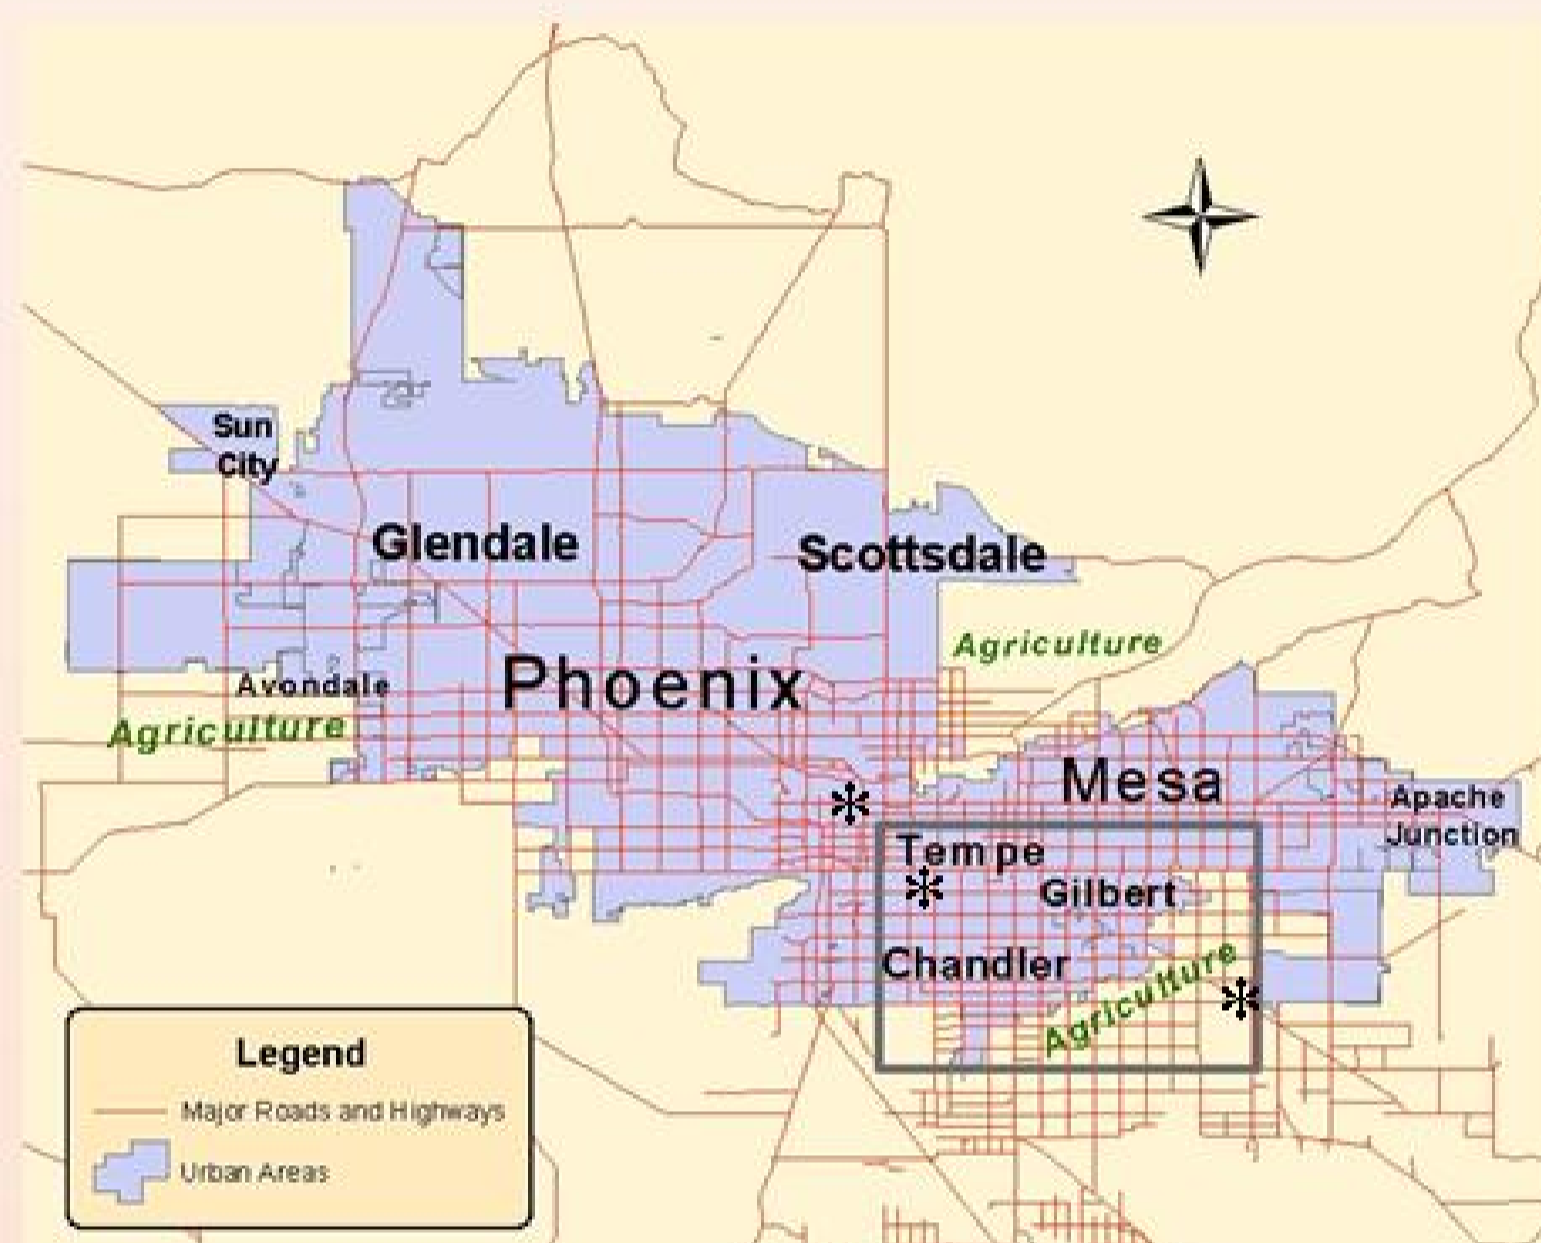 Sun
City
Glendale
Scottsdale
Agriculture
Phoenix
Avondale
Agriculture
Mesa
Apache
Junction
Tempe
Gilbert
Chandler
Agriculture
Legend
Major Roads and Highways
Urban Areas